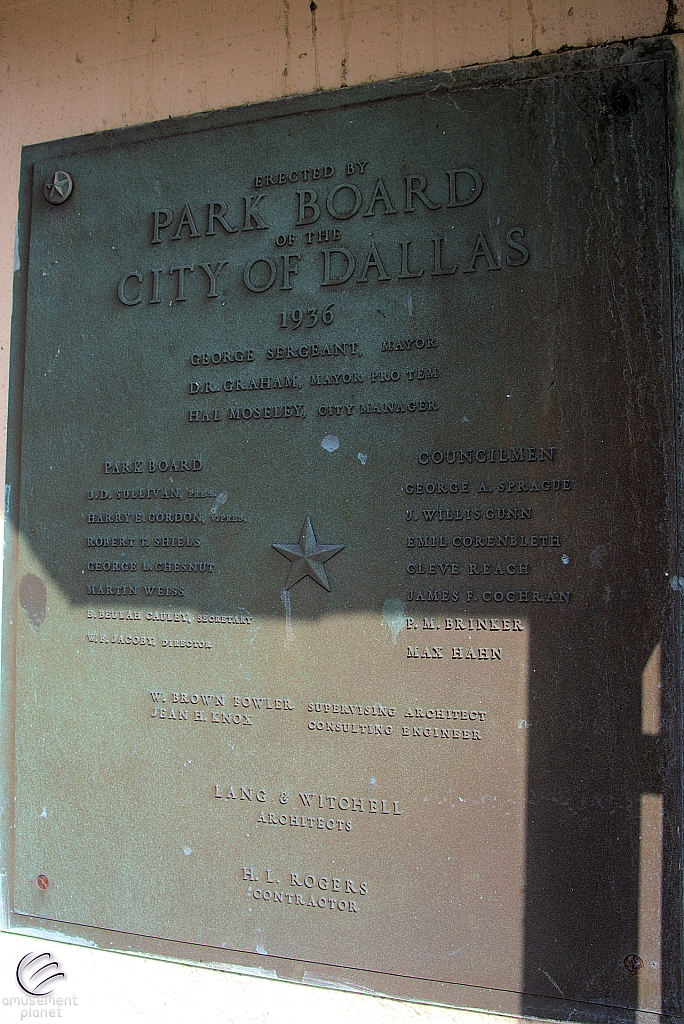 ERECTED BY
PARK BOARD
OF THE
CITY OF DALLAS
1936
GEORGE SERGEANT, MAYOR
D.R. GRAHAM, MAYOR PRO TEM
HAL MOSELEY, CITY MANAGER
PARK BOARD
J.D. SULLIVAN, PRES.
HARRY E. GORDON, V. PRES.
ROBERT T. SHIELS
GEORGE L. CHESNUT
MARTIN WEISS
E. BEULAH CAULEY, SECRETARY
W.F. JACOBY, DIRECTOR
COUNCILMEN
GEORGE A. SPRAGUE
J. WILLIS GUNN
EMIL CORENBLETH
CLEVE REACH
JAMES F. COCHRAN
P. M. BRINKER
MAX HAHN
W. BROWN FOWLER SUPERVISING ARCHITECT
JEAN H. KNOX CONSULTING ENGINEER
LANG & WITCHELL
ARCHITECTS
H. L. ROGERS
CONTRACTOR
amusement
planet